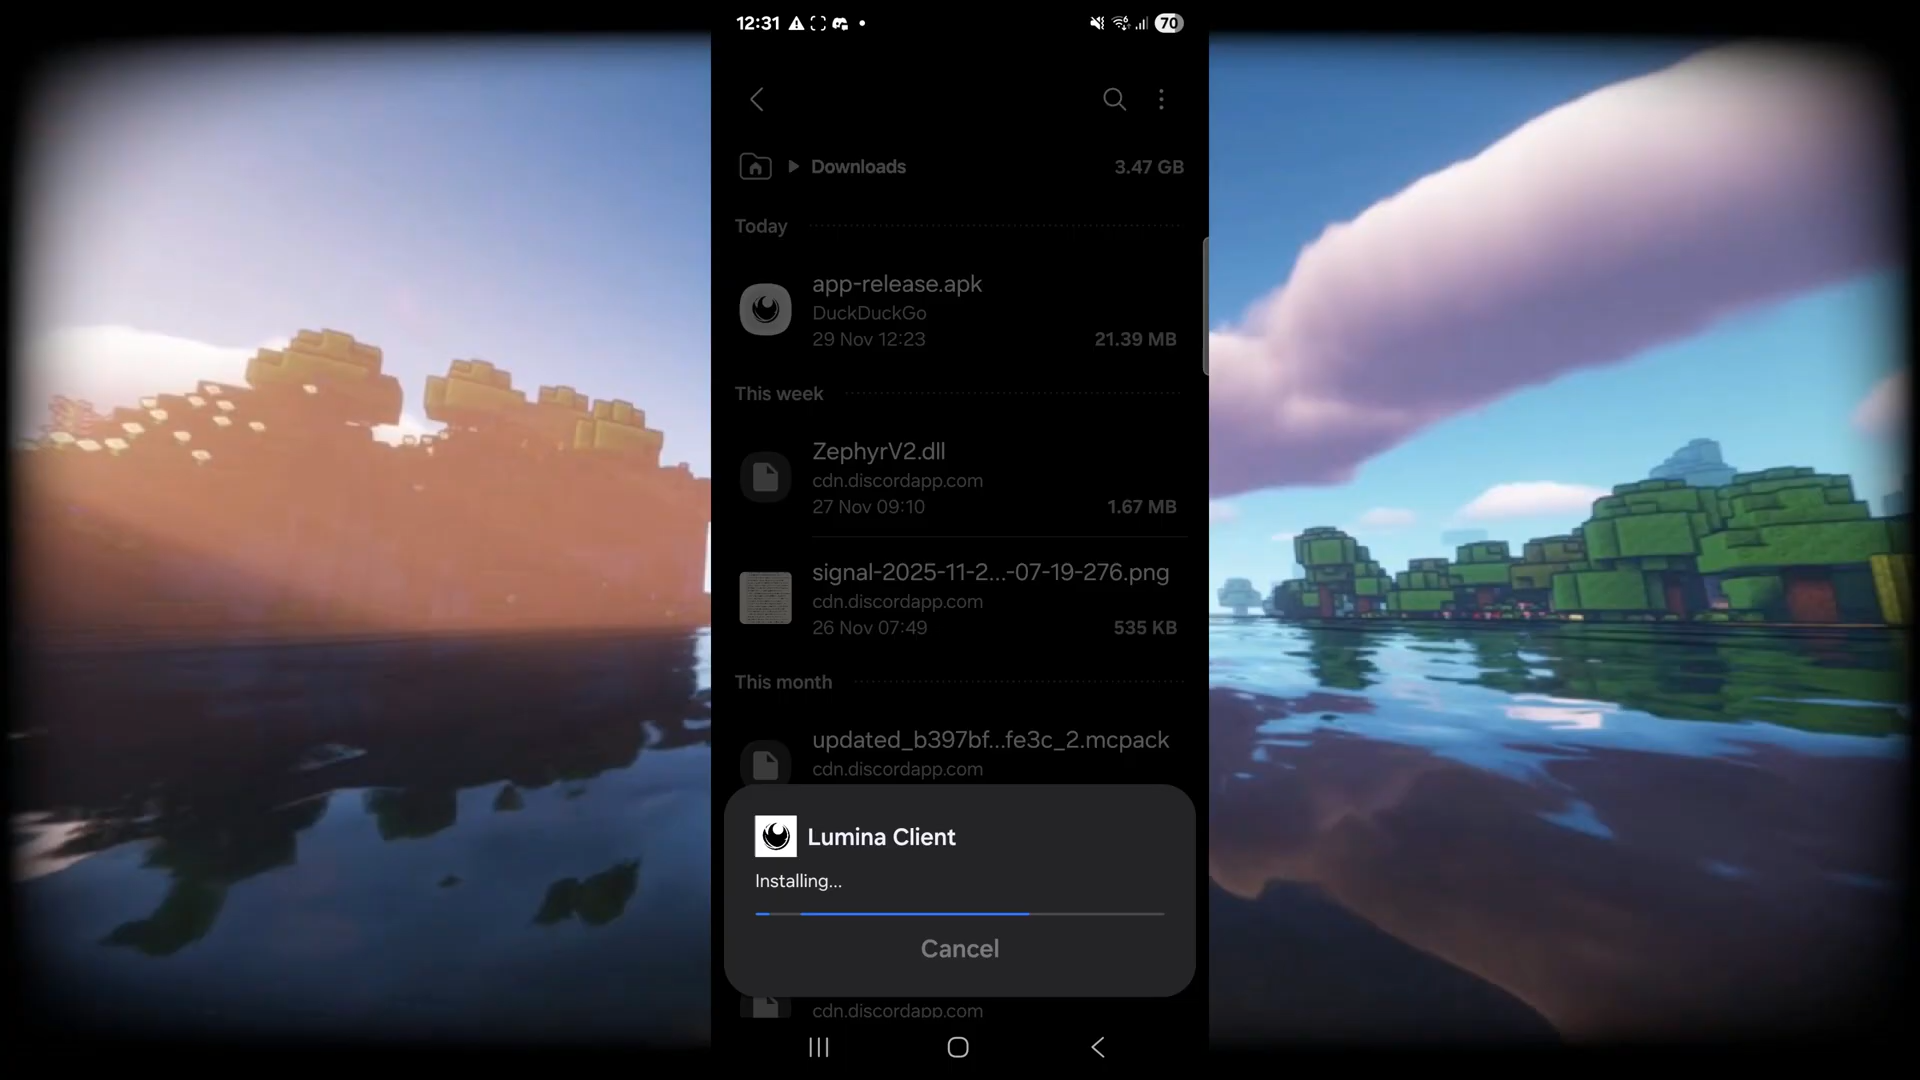 12:31
70
Downloads
3.47 GB
Today
app-release.apk
DuckDuckGo
29 Nov 12:23
21.39 MB
This week
ZephyrV2.dll
cdn.discordapp.com
27 Nov 09:10
1.67 MB
signal-2025-11-2...-07-19-276.png
cdn.discordapp.com
26 Nov 07:49
535 KB
This month
updated_b397bf...fe3c_2.mcpack
cdn.discordapp.com
Lumina Client
Installing...
Cancel
cdn.discordapp.com